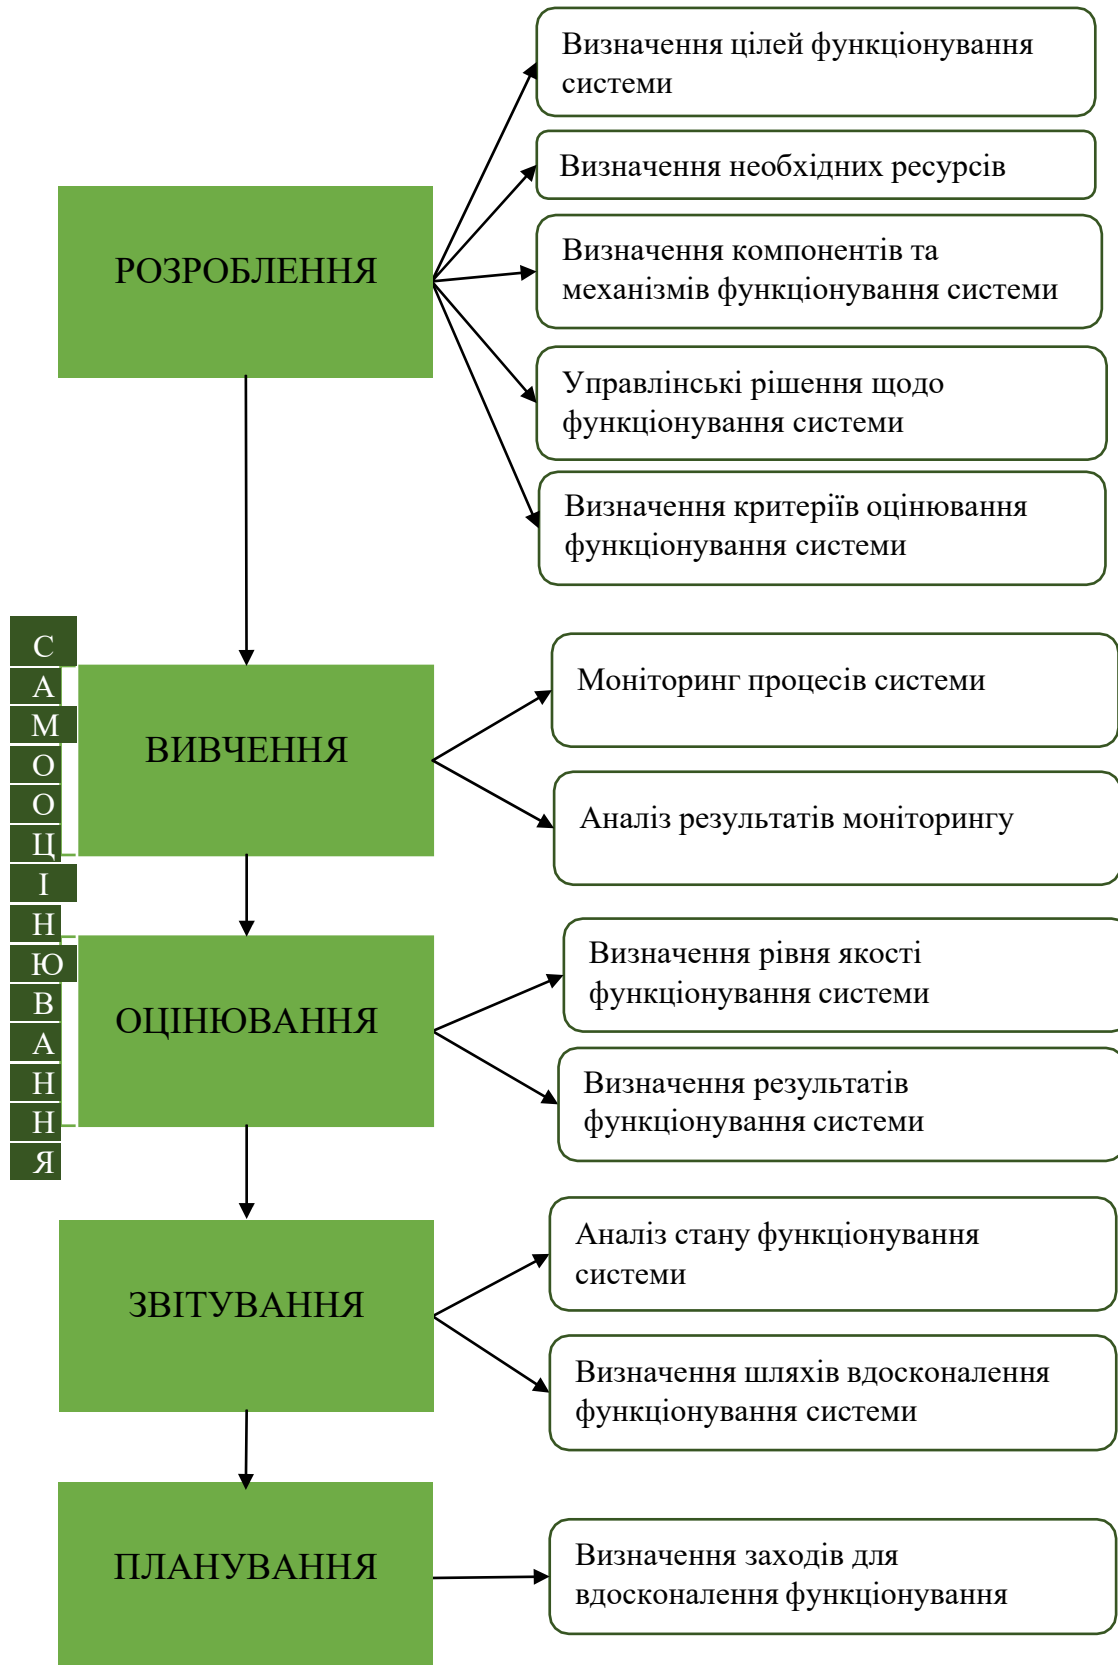 РОЗРОБЛЕННЯ
Визначення цілей функціонування
системи
Визначення необхідних ресурсів
Визначення компонентів та
механізмів функціонування системи
Управлінські рішення щодо
функціонування системи
Визначення критеріїв оцінювання
функціонування системи
С
А
М
О
О
Ц
І
Н
Ю
В
А
Н
Н
Я
ВИВЧЕННЯ
Моніторинг процесів системи
Аналіз результатів моніторингу
ОЦІНЮВАННЯ
Визначення рівня якості
функціонування системи
Визначення результатів
функціонування системи
ЗВІТУВАННЯ
Аналіз стану функціонування
системи
Визначення шляхів вдосконалення
функціонування системи
ПЛАНУВАННЯ
Визначення заходів для
вдосконалення функціонування